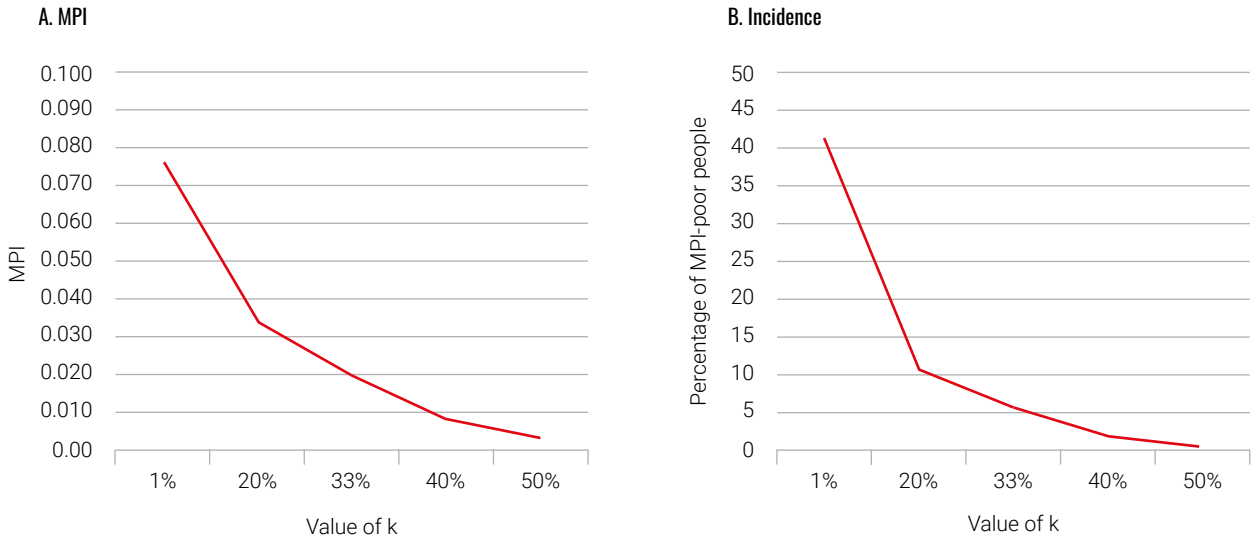 A. MPI
0.100
0.090
0.080
0.070
0.060
0.050
0.040
0.030
0.020
0.010
0.00
MPI
1% 20% 33% 40% 50%
Value of k
B. Incidence
50
45
40
35
30
25
20
15
10
5
0
Percentage of MPI-poor people
1% 20% 33% 40% 50%
Value of k